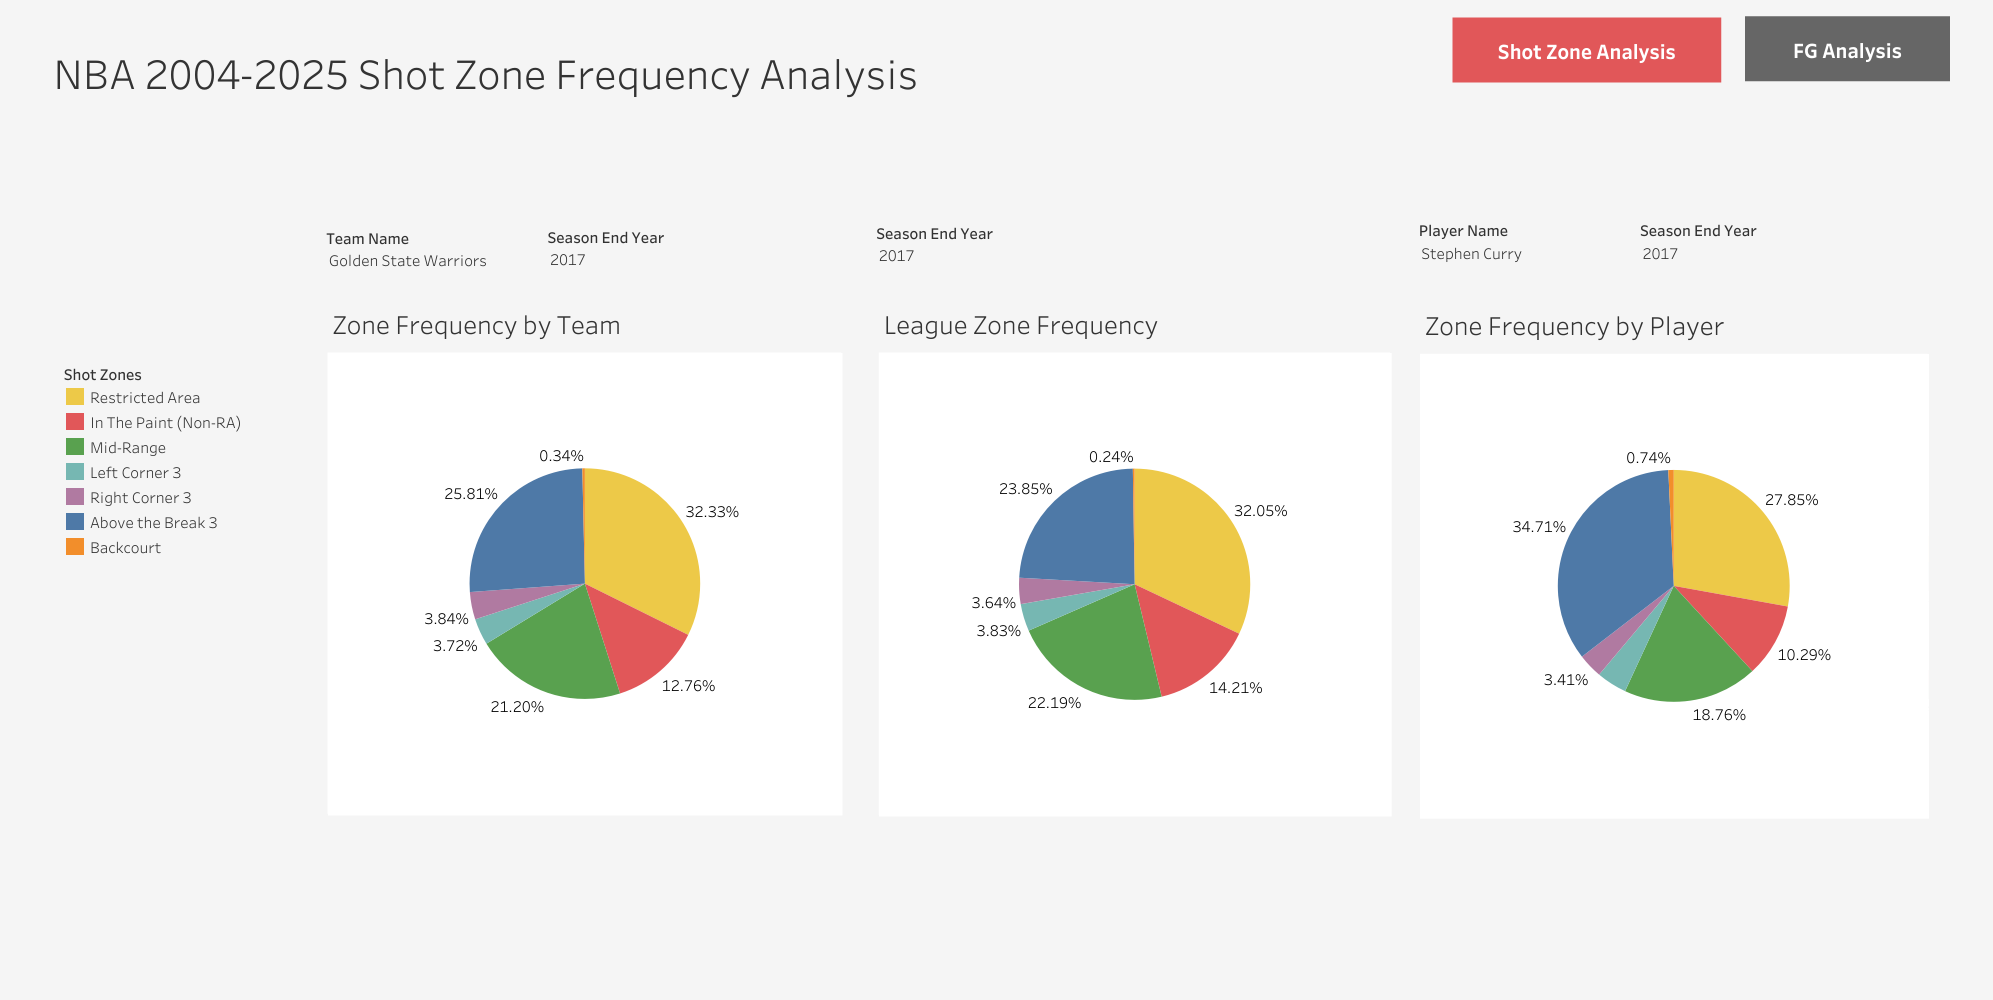 NBA 2004-2025 Shot Zone Frequency Analysis
Shot Zone Analysis
FG Analysis
Team Name
Golden State Warriors
Season End Year
2017
Season End Year
2017
Player Name
Stephen Curry
Season End Year
2017
Zone Frequency by Team
League Zone Frequency
Zone Frequency by Player
Shot Zones
Restricted Area
In The Paint (Non-RA)
Mid-Range
Left Corner 3
Right Corner 3
Above the Break 3
Backcourt
0.34%
25.81%
32.33%
3.84%
3.72%
12.76%
21.20%
0.24%
23.85%
32.05%
3.64%
3.83%
14.21%
22.19%
0.74%
27.85%
34.71%
10.29%
3.41%
18.76%